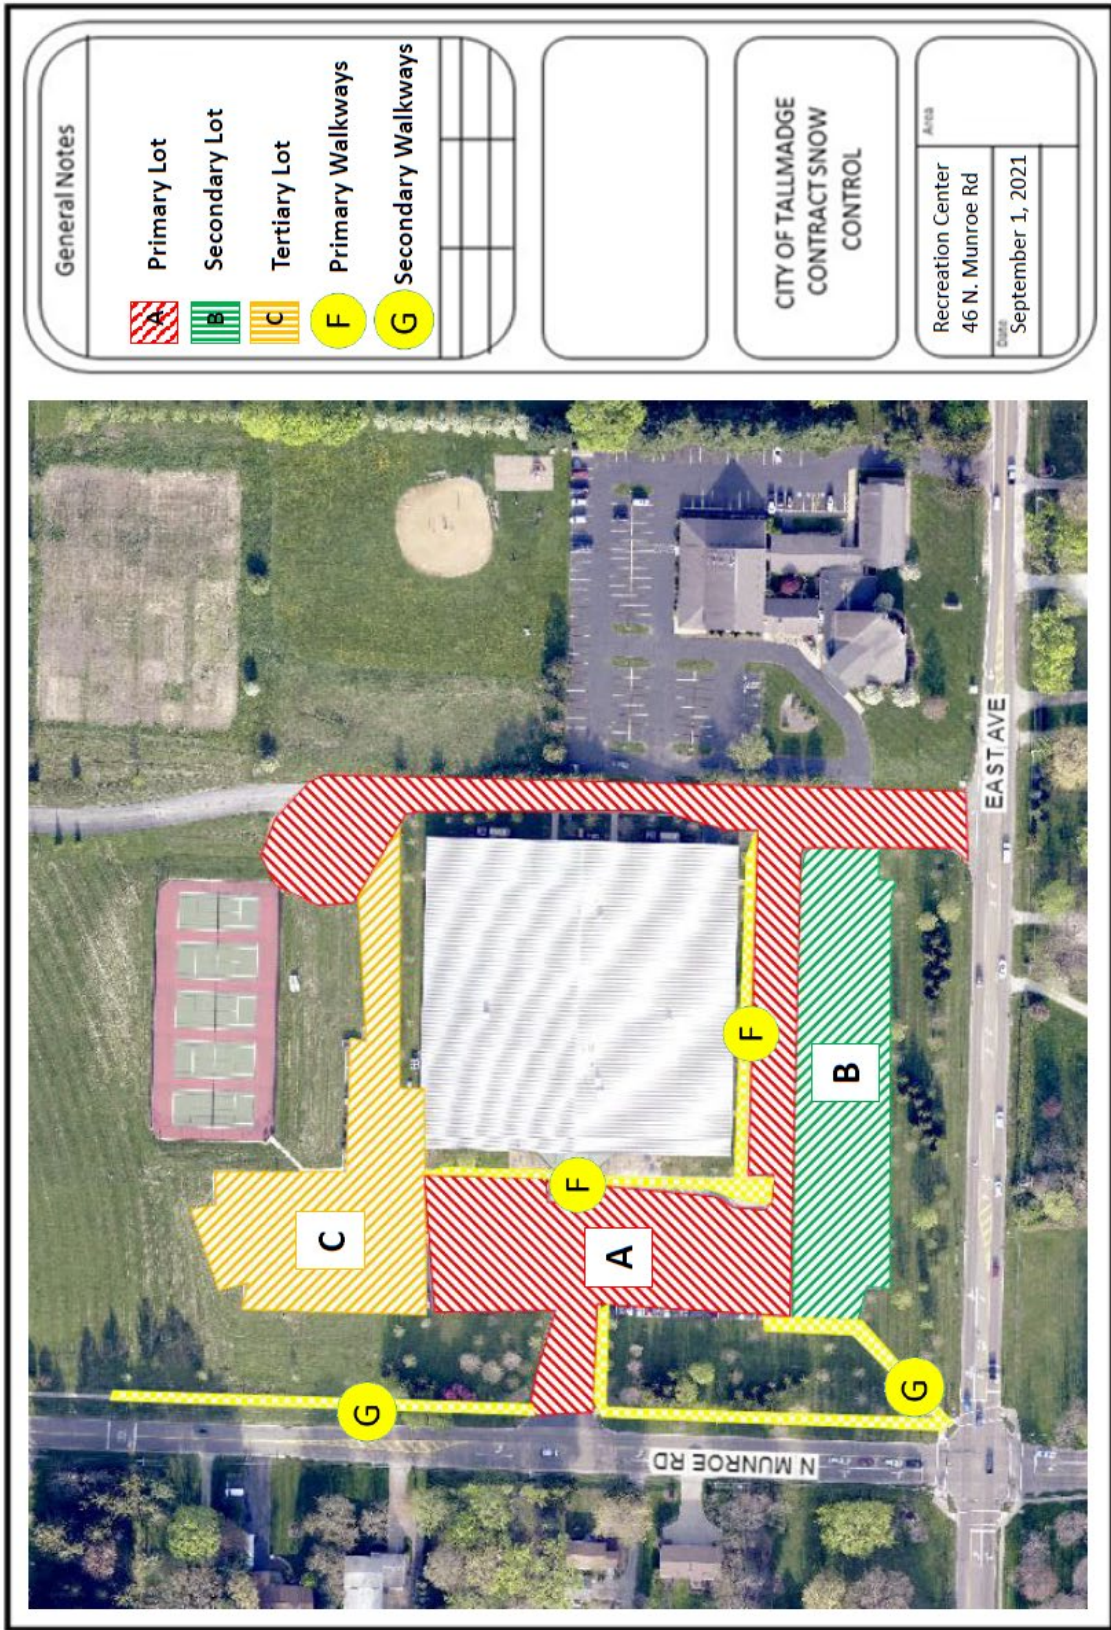 General Notes
A Primary Lot
B Secondary Lot
C Tertiary Lot
F Primary Walkways
G Secondary Walkways
CITY OF TALLMADGE
CONTRACT SNOW
CONTROL
Area
Recreation Center
46 N. Munroe Rd
Date
September 1, 2021
C
A
B
F
F
G
G
N MUNROE RD
EAST AVE